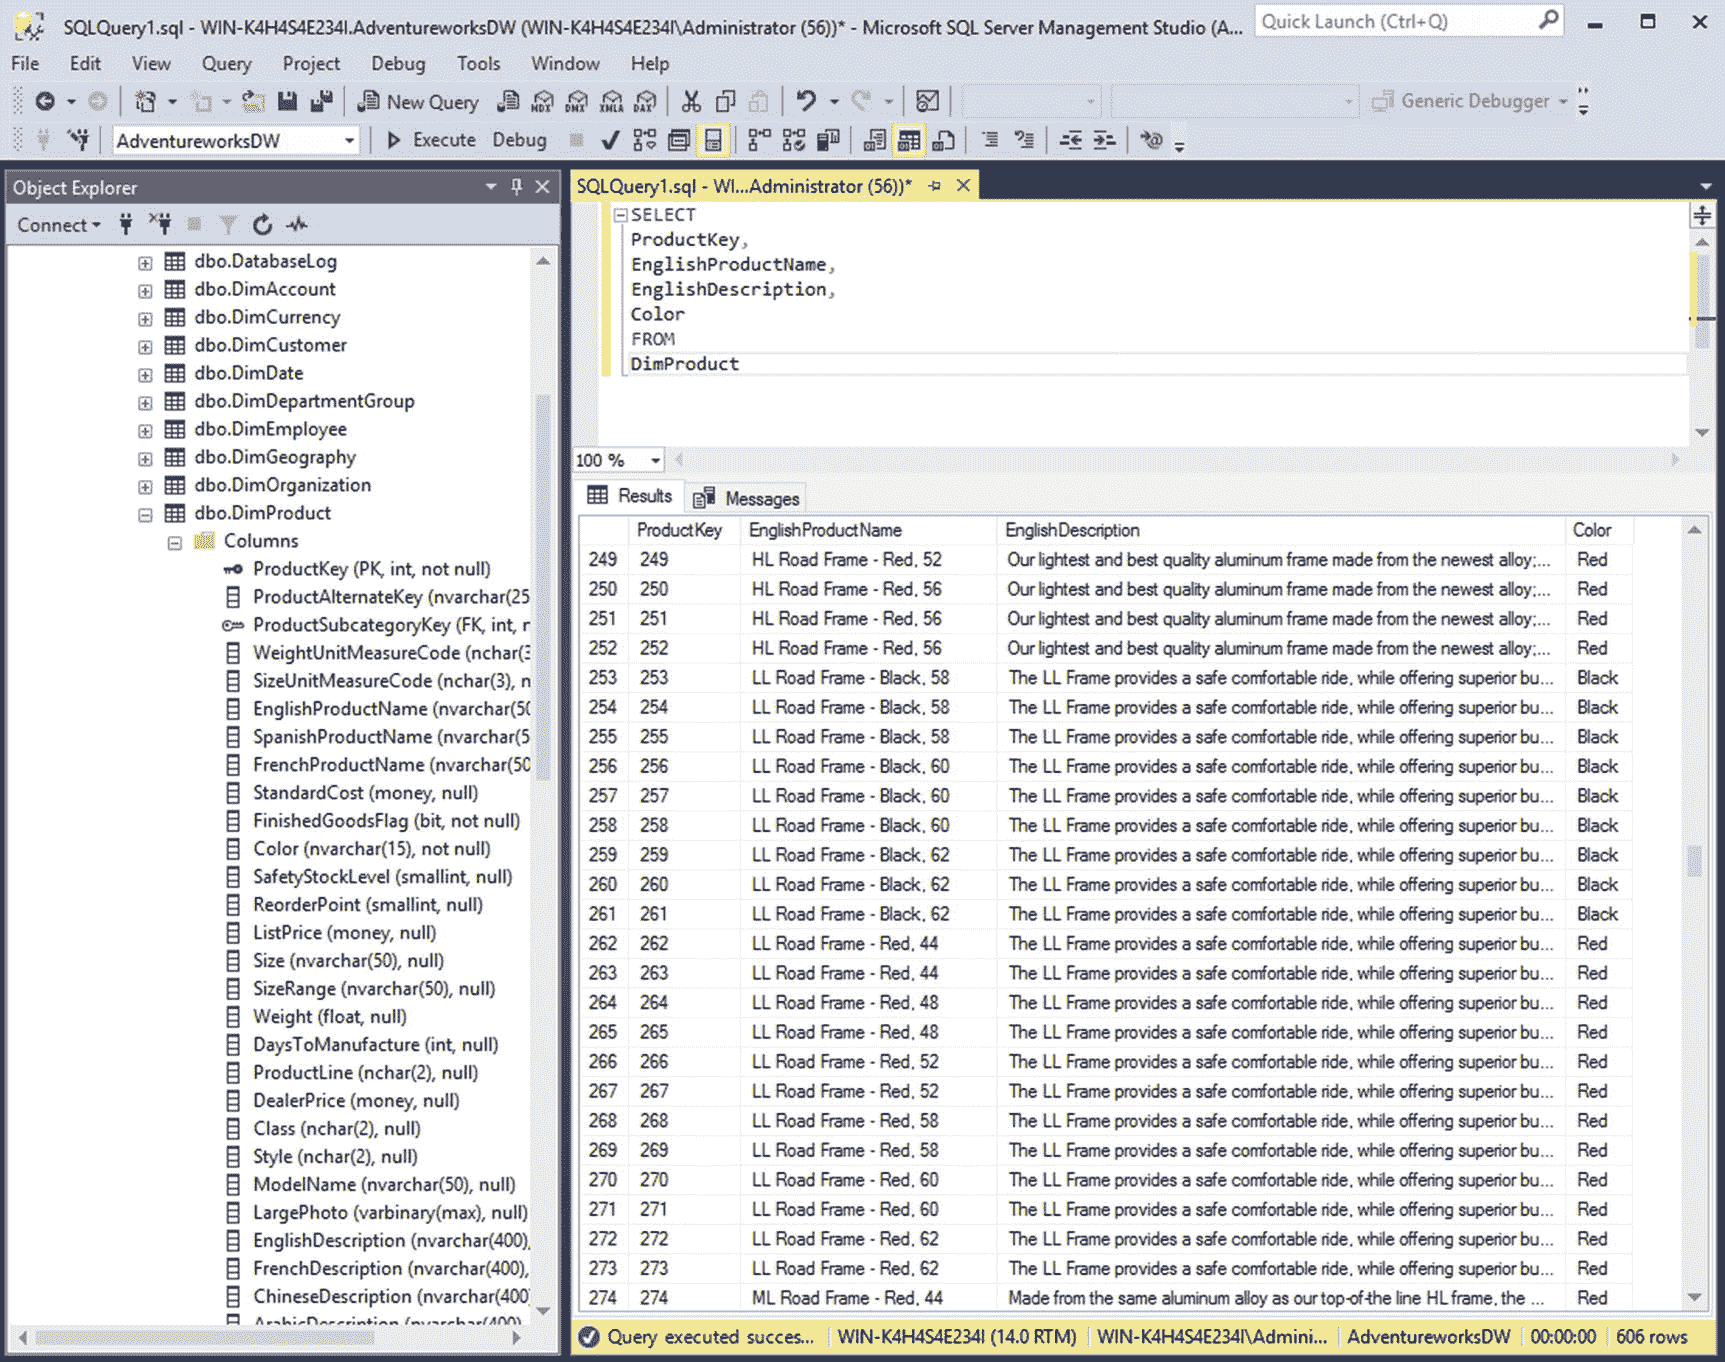 SQLQuery1.sql - WIN-K4H4S4E234I.AdventureworksDW (WIN-K4H4S4E234I\Administrator (56))* - Microsoft SQL Server Management Studio (A...
Quick Launch (Ctrl+Q)
File Edit View Query Project Debug Tools Window Help
New Query MDX DMX XMLA DAX Generic Debugger
AdventureworksDW Execute Debug
Object Explorer
Connect
dbo.DatabaseLog
dbo.DimAccount
dbo.DimCurrency
dbo.DimCustomer
dbo.DimDate
dbo.DimDepartmentGroup
dbo.DimEmployee
dbo.DimGeography
dbo.DimOrganization
dbo.DimProduct
Columns
ProductKey (PK, int, not null)
ProductAlternateKey (nvarchar(25
ProductSubcategoryKey (FK, int, r
WeightUnitMeasureCode (nchar(3
SizeUnitMeasureCode (nchar(3), n
EnglishProductName (nvarchar(50
SpanishProductName (nvarchar(5
FrenchProductName (nvarchar(50
StandardCost (money, null)
FinishedGoodsFlag (bit, not null)
Color (nvarchar(15), not null)
SafetyStockLevel (smallint, null)
ReorderPoint (smallint, null)
ListPrice (money, null)
Size (nvarchar(50), null)
SizeRange (nvarchar(50), null)
Weight (float, null)
DaysToManufacture (int, null)
ProductLine (nchar(2), null)
DealerPrice (money, null)
Class (nchar(2), null)
Style (nchar(2), null)
ModelName (nvarchar(50), null)
LargePhoto (varbinary(max), null)
EnglishDescription (nvarchar(400),
FrenchDescription (nvarchar(400),
ChineseDescription (nvarchar(400
ArabicDescription (nvarchar(400)
SQLQuery1.sql - WI...Administrator (56))*
SELECT
ProductKey,
EnglishProductName,
EnglishDescription,
Color
FROM
DimProduct
100 %
Results Messages
ProductKey EnglishProductName EnglishDescription Color
249 249 HL Road Frame - Red, 52 Our lightest and best quality aluminum frame made from the newest alloy;... Red
250 250 HL Road Frame - Red, 56 Our lightest and best quality aluminum frame made from the newest alloy;... Red
251 251 HL Road Frame - Red, 56 Our lightest and best quality aluminum frame made from the newest alloy;... Red
252 252 HL Road Frame - Red, 56 Our lightest and best quality aluminum frame made from the newest alloy;... Red
253 253 LL Road Frame - Black, 58 The LL Frame provides a safe comfortable ride, while offering superior bu... Black
254 254 LL Road Frame - Black, 58 The LL Frame provides a safe comfortable ride, while offering superior bu... Black
255 255 LL Road Frame - Black, 58 The LL Frame provides a safe comfortable ride, while offering superior bu... Black
256 256 LL Road Frame - Black, 60 The LL Frame provides a safe comfortable ride, while offering superior bu... Black
257 257 LL Road Frame - Black, 60 The LL Frame provides a safe comfortable ride, while offering superior bu... Black
258 258 LL Road Frame - Black, 60 The LL Frame provides a safe comfortable ride, while offering superior bu... Black
259 259 LL Road Frame - Black, 62 The LL Frame provides a safe comfortable ride, while offering superior bu... Black
260 260 LL Road Frame - Black, 62 The LL Frame provides a safe comfortable ride, while offering superior bu... Black
261 261 LL Road Frame - Black, 62 The LL Frame provides a safe comfortable ride, while offering superior bu... Black
262 262 LL Road Frame - Red, 44 The LL Frame provides a safe comfortable ride, while offering superior bu... Red
263 263 LL Road Frame - Red, 44 The LL Frame provides a safe comfortable ride, while offering superior bu... Red
264 264 LL Road Frame - Red, 48 The LL Frame provides a safe comfortable ride, while offering superior bu... Red
265 265 LL Road Frame - Red, 48 The LL Frame provides a safe comfortable ride, while offering superior bu... Red
266 266 LL Road Frame - Red, 52 The LL Frame provides a safe comfortable ride, while offering superior bu... Red
267 267 LL Road Frame - Red, 52 The LL Frame provides a safe comfortable ride, while offering superior bu... Red
268 268 LL Road Frame - Red, 58 The LL Frame provides a safe comfortable ride, while offering superior bu... Red
269 269 LL Road Frame - Red, 58 The LL Frame provides a safe comfortable ride, while offering superior bu... Red
270 270 LL Road Frame - Red, 60 The LL Frame provides a safe comfortable ride, while offering superior bu... Red
271 271 LL Road Frame - Red, 60 The LL Frame provides a safe comfortable ride, while offering superior bu... Red
272 272 LL Road Frame - Red, 62 The LL Frame provides a safe comfortable ride, while offering superior bu... Red
273 273 LL Road Frame - Red, 62 The LL Frame provides a safe comfortable ride, while offering superior bu... Red
274 274 ML Road Frame - Red, 44 Made from the same aluminum alloy as our top-of-the line HL frame, the ... Red
Query executed succes... WIN-K4H4S4E234I (14.0 RTM) WIN-K4H4S4E234I\Admini... AdventureworksDW 00:00:00 606 rows